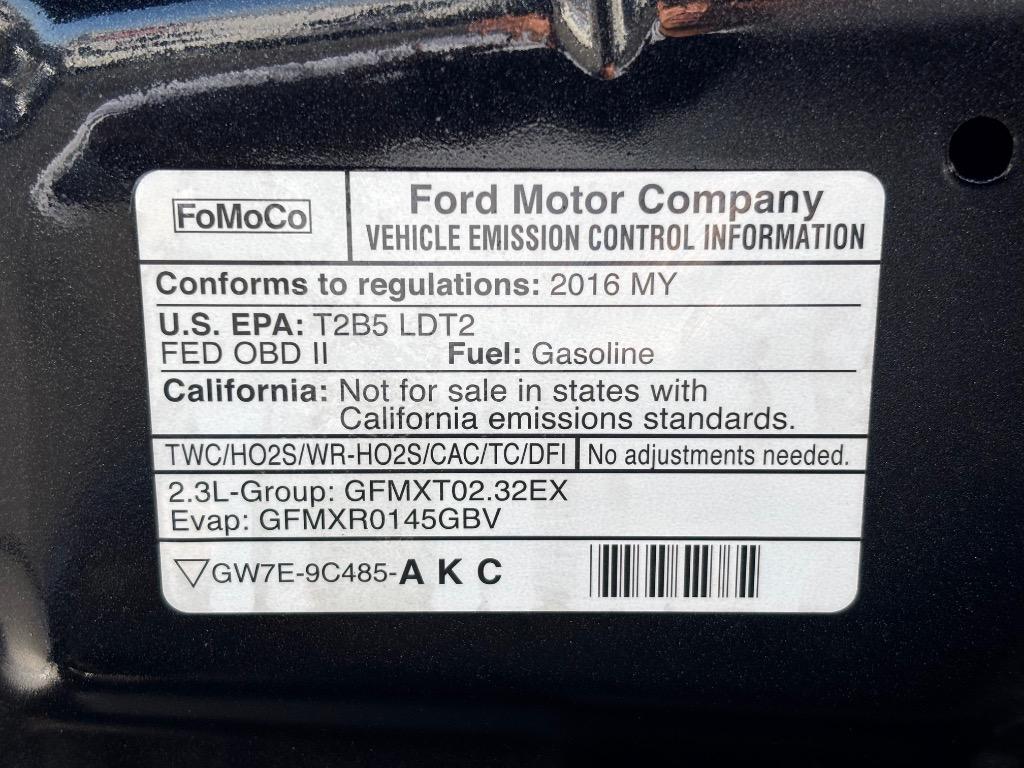 FoMoCo
Ford Motor Company
VEHICLE EMISSION CONTROL INFORMATION
Conforms to regulations: 2016 MY
U.S. EPA: T2B5 LDT2
FED OBD II Fuel: Gasoline
California: Not for sale in states with
California emissions standards.
TWC/HO2S/WR-HO2S/CAC/TC/DFI No adjustments needed.
2.3L-Group: GFMXT02.32EX
Evap: GFMXR0145GBV
GW7E-9C485-A K C